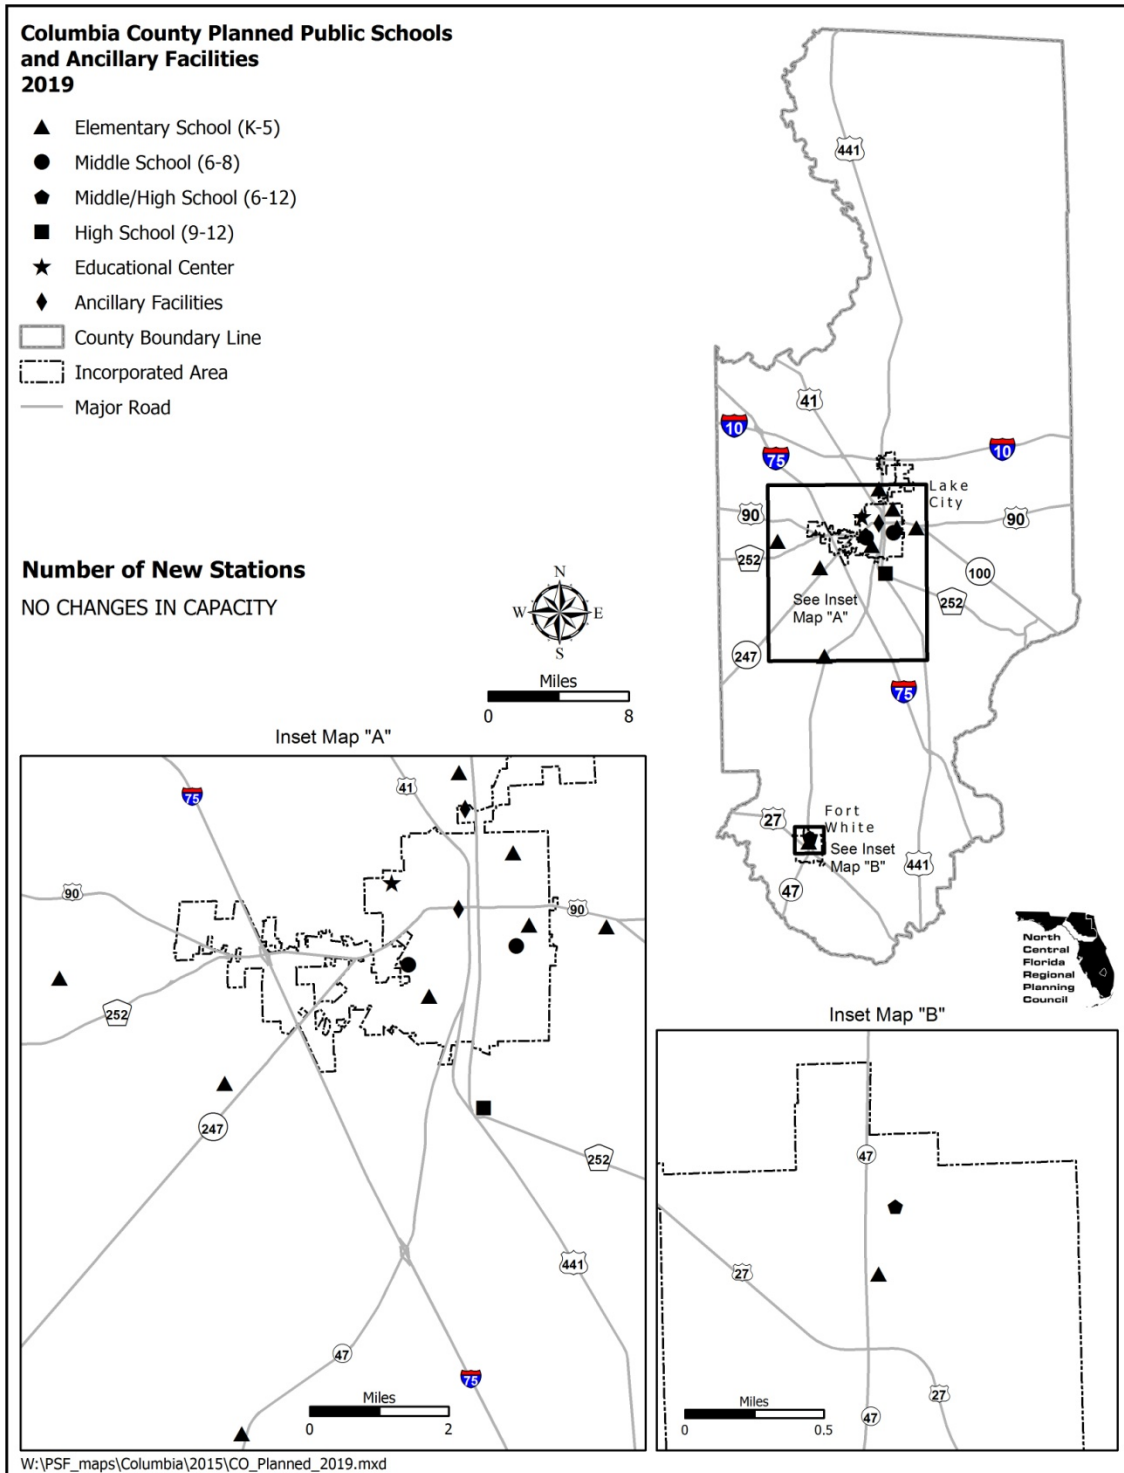 Columbia County Planned Public Schools
and Ancillary Facilities
2019
Elementary School (K-5)
Middle School (6-8)
Middle/High School (6-12)
High School (9-12)
Educational Center
Ancillary Facilities
County Boundary Line
Incorporated Area
Major Road
Number of New Stations
NO CHANGES IN CAPACITY
N
W E
S
Miles
0 8
441
41
10
75
10
Lake
City
90
90
252
100
252
See Inset
Map "A"
247
75
27
Fort
White
See Inset
Map "B"
47
441
North
Central
Florida
Regional
Planning
Council
Inset Map "A"
75
41
90
90
252
247
252
441
47
75
Miles
0 2
Inset Map "B"
47
27
27
47
Miles
0 0.5
W:\PSF_maps\Columbia\2015\CO_Planned_2019.mxd